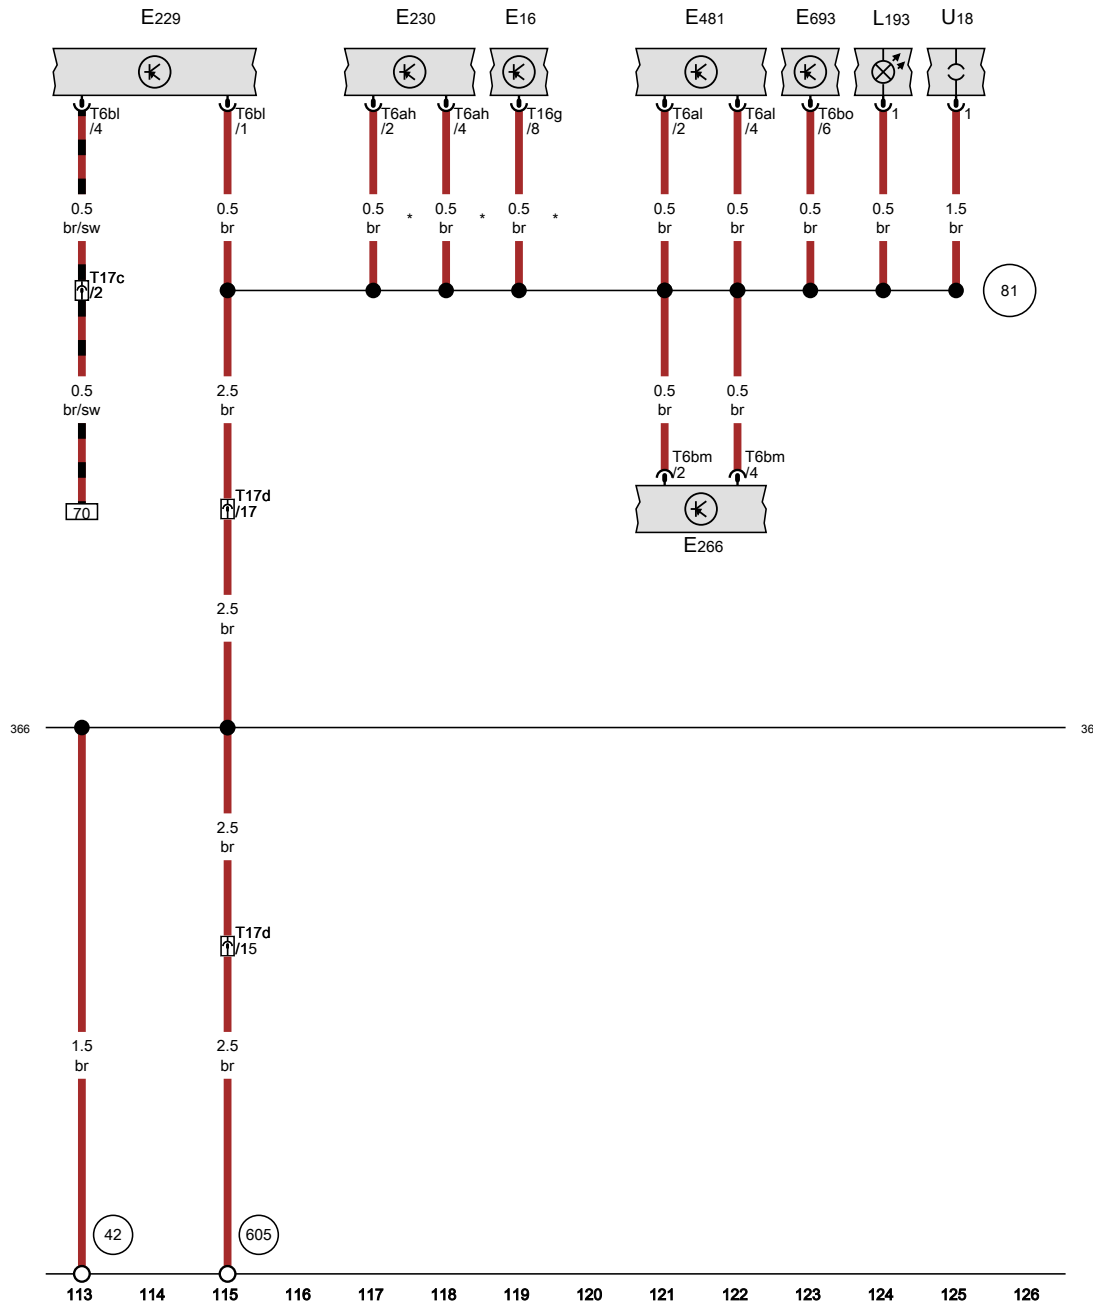 E229 E230 E16 E481 E693 L193 U18
T6bl T6bl T6ah T6ah T16g T6al T6al T6bo 1 1
/4 /1 /2 /4 /8 /2 /4 /6
0.5 0.5 0.5 * 0.5 * 0.5 * 0.5 0.5 0.5 0.5 1.5
br/sw br br br br br br br br br
T17c
/2
81
0.5 2.5 0.5 0.5
br/sw br br br
T6bm T6bm
/2 /4
T17d
/17
70
E266
2.5
br
366 36
2.5
br
T17d
/15
1.5 2.5
br br
42 605
113 114 115 116 117 118 119 120 121 122 123 124 125 126